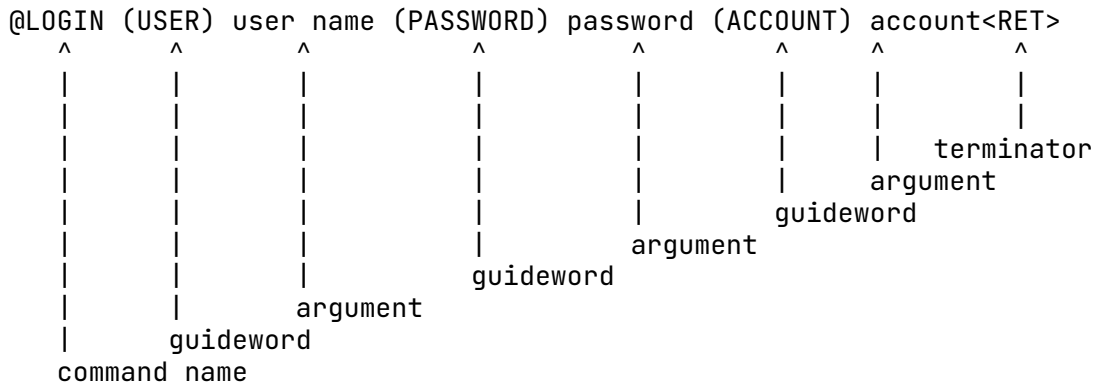 @LOGIN (USER) user name (PASSWORD) password (ACCOUNT) account<RET>
terminator
argument
guideword
argument
guideword
argument
guideword
command name